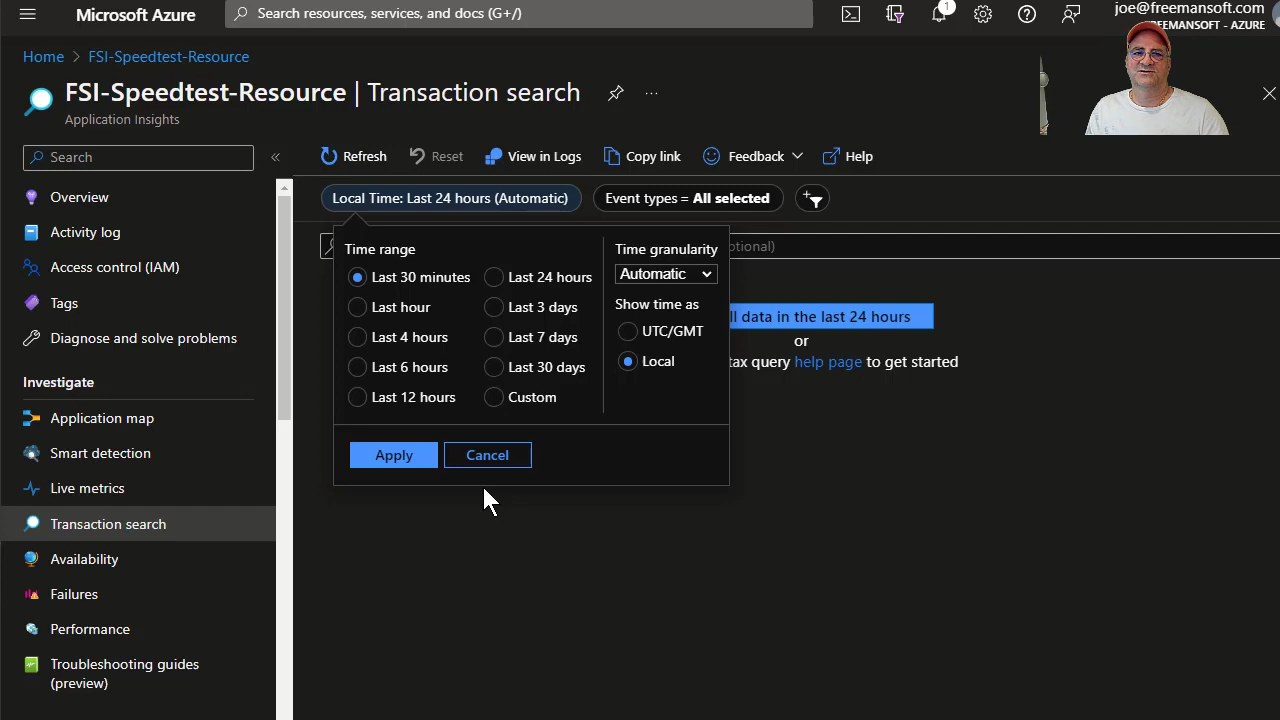 Microsoft Azure
Search resources, services, and docs (G+/)
1
joe@freemansoft.com
FREEMANSOFT - AZURE
Home > FSI-Speedtest-Resource
FSI-Speedtest-Resource | Transaction search
Application Insights
Search
Refresh
Reset
View in Logs
Copy link
Feedback
Help
Overview
Activity log
Access control (IAM)
Tags
Diagnose and solve problems
Investigate
Application map
Smart detection
Live metrics
Transaction search
Availability
Failures
Performance
Troubleshooting guides
(preview)
Local Time: Last 24 hours (Automatic)
Event types = All selected
Time range
Last 30 minutes
Last 24 hours
Last hour
Last 3 days
Last 4 hours
Last 7 days
Last 6 hours
Last 30 days
Last 12 hours
Custom
Time granularity
Automatic
Show time as
UTC/GMT
Local
Apply
Cancel
tional)
ll data in the last 24 hours
or
tax query help page to get started